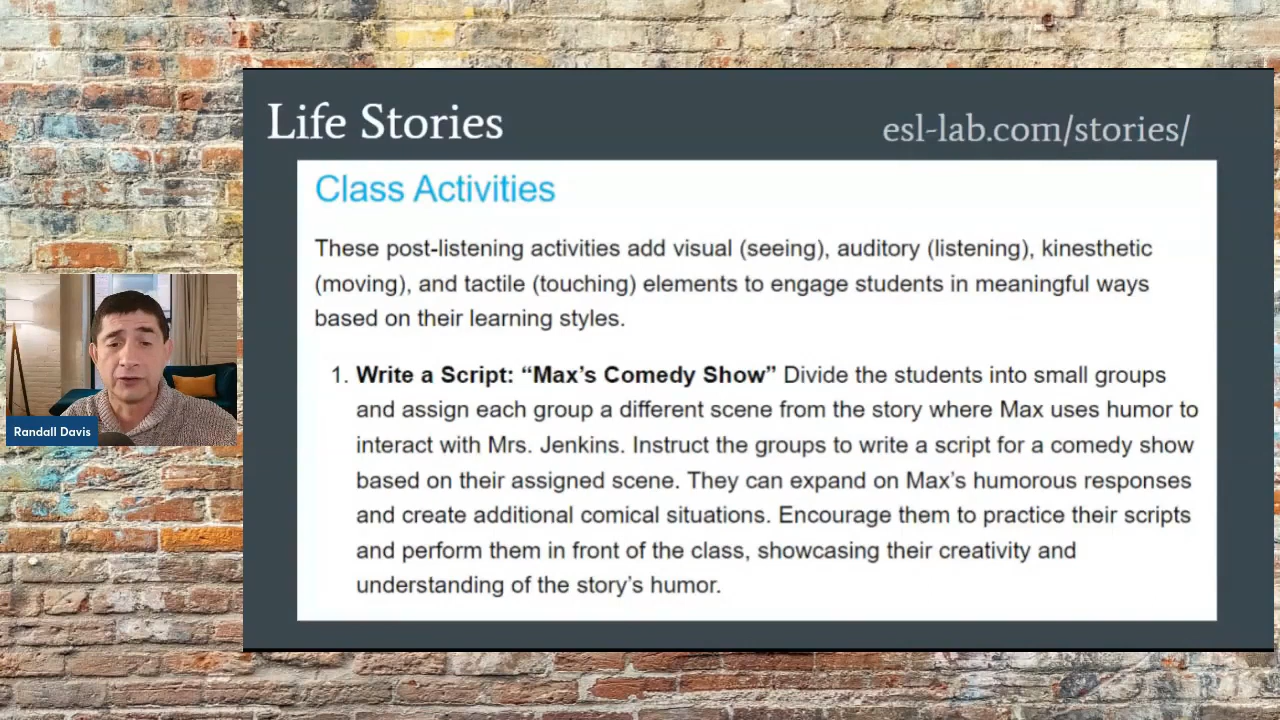 Life Stories
esl-lab.com/stories/
Class Activities
These post-listening activities add visual (seeing), auditory (listening), kinesthetic
(moving), and tactile (touching) elements to engage students in meaningful ways
based on their learning styles.
1. Write a Script: “Max’s Comedy Show” Divide the students into small groups
and assign each group a different scene from the story where Max uses humor to
interact with Mrs. Jenkins. Instruct the groups to write a script for a comedy show
based on their assigned scene. They can expand on Max’s humorous responses
and create additional comical situations. Encourage them to practice their scripts
and perform them in front of the class, showcasing their creativity and
understanding of the story’s humor.
Randall Davis